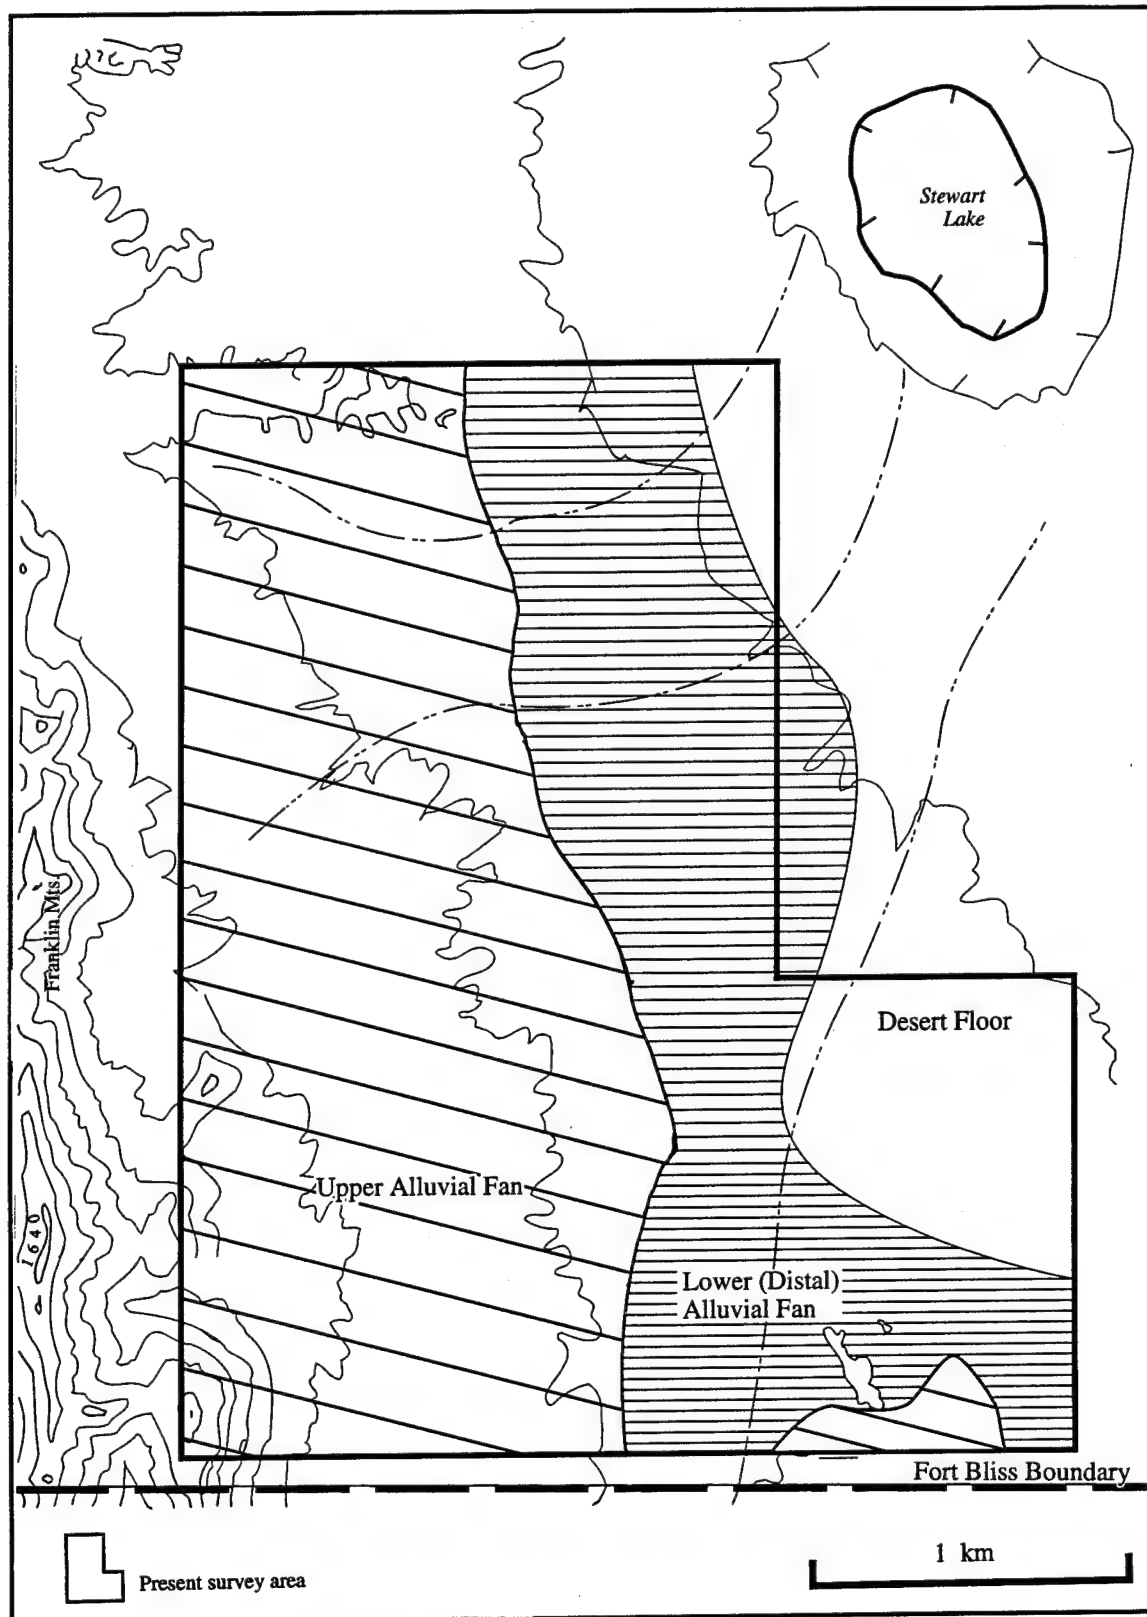 Stewart
Lake
Franklin Mts.
Desert Floor
Upper Alluvial Fan
1640
Lower (Distal)
Alluvial Fan
Fort Bliss Boundary
Present survey area
1 km